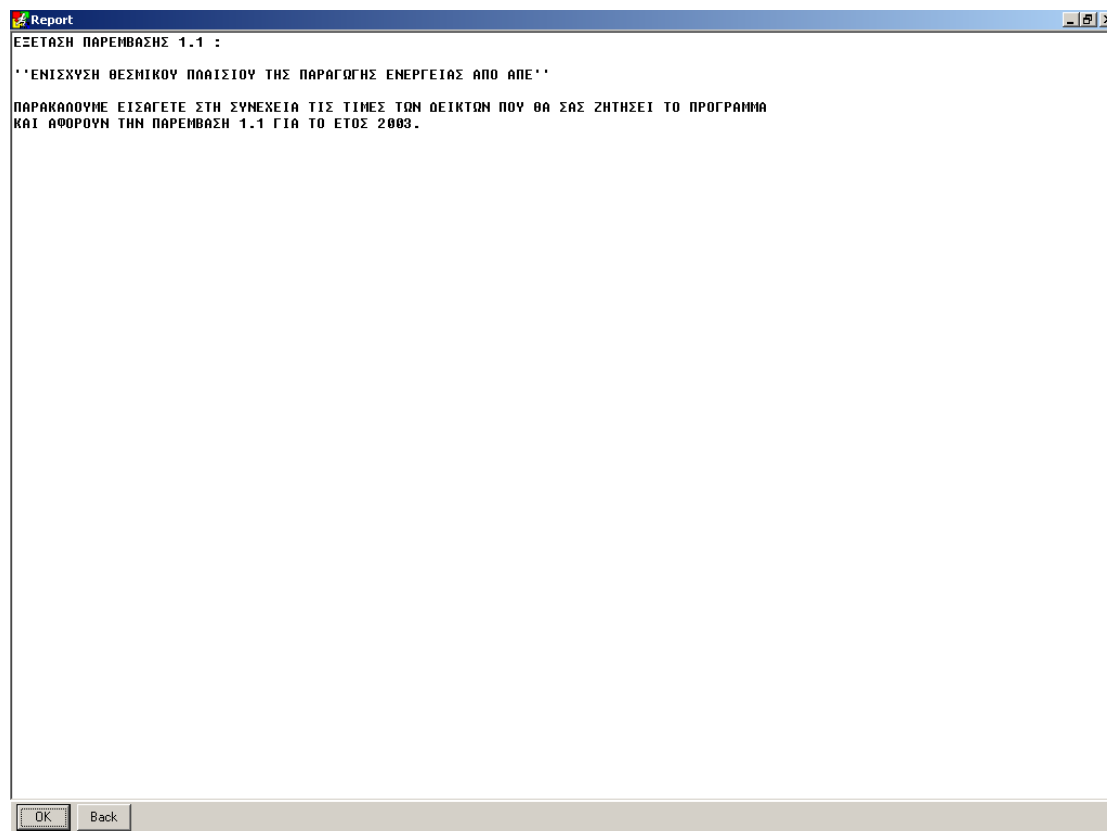 Report
ΕΞΕΤΑΣΗ ΠΑΡΕΜΒΑΣΗΣ 1.1 :
''ΕΝΙΣΧΥΣΗ ΘΕΣΜΙΚΟΥ ΠΛΑΙΣΙΟΥ ΤΗΣ ΠΑΡΑΓΩΓΗΣ ΕΝΕΡΓΕΙΑΣ ΑΠΟ ΑΠΕ''
ΠΑΡΑΚΑΛΟΥΜΕ ΕΙΣΑΓΕΤΕ ΣΤΗ ΣΥΝΕΧΕΙΑ ΤΙΣ ΤΙΜΕΣ ΤΩΝ ΔΕΙΚΤΩΝ ΠΟΥ ΘΑ ΣΑΣ ΖΗΤΗΣΕΙ ΤΟ ΠΡΟΓΡΑΜΜΑ
ΚΑΙ ΑΦΟΡΟΥΝ ΤΗΝ ΠΑΡΕΜΒΑΣΗ 1.1 ΓΙΑ ΤΟ ΕΤΟΣ 2003.
OK Back